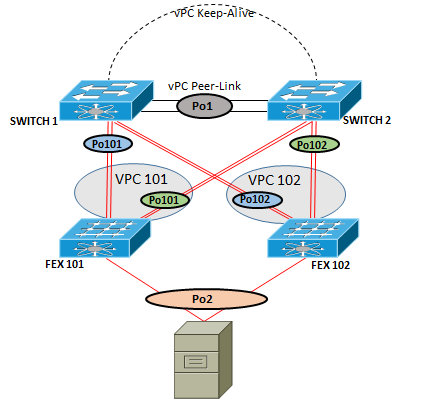 vPC Keep-Alive
vPC Peer-Link
Po1
SWITCH 1
SWITCH 2
Po101
Po102
VPC 101
VPC 102
Po101
Po102
FEX 101
FEX 102
Po2